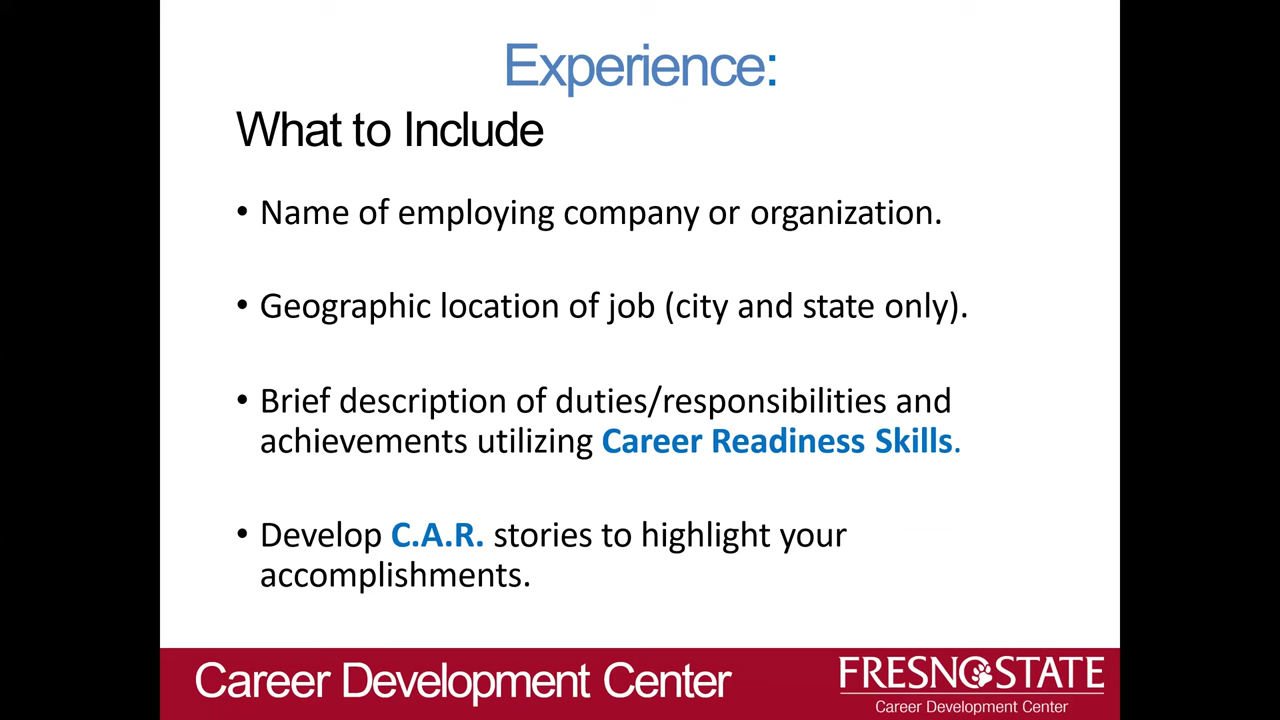 Experience:
What to Include
• Name of employing company or organization.
• Geographic location of job (city and state only).
• Brief description of duties/responsibilities and
achievements utilizing Career Readiness Skills.
• Develop C.A.R. stories to highlight your
accomplishments.
Career Development Center
FRESNO STATE
Career Development Center